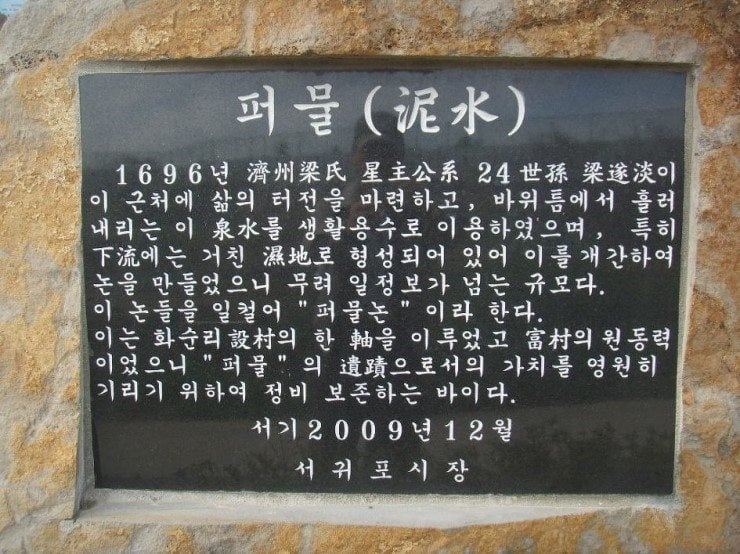 퍼물(泥水)
1696년 濟州梁氏 星主公系 24世孫 梁遂淡이
이 근처에 삶의 터전을 마련하고, 바위틈에서 흘러
내리는 이 泉水를 생활용수로 이용하였으며, 특히
下流에는 거친 濕地로 형성되어 있어 이를개간하여
논을 만들었으니 무려 일정보가 넘는 규모다.
이 논들을 일컬어 "퍼물논" 이라 한다.
이는 화순리設村의 한 軸을 이루었고 富村의원동력
이었으니 "퍼물" 의 遺蹟으로서의 가치를 영원히
기리기 위하여 정비 보존하는 바이다.
서기2009년12월
서귀포시장